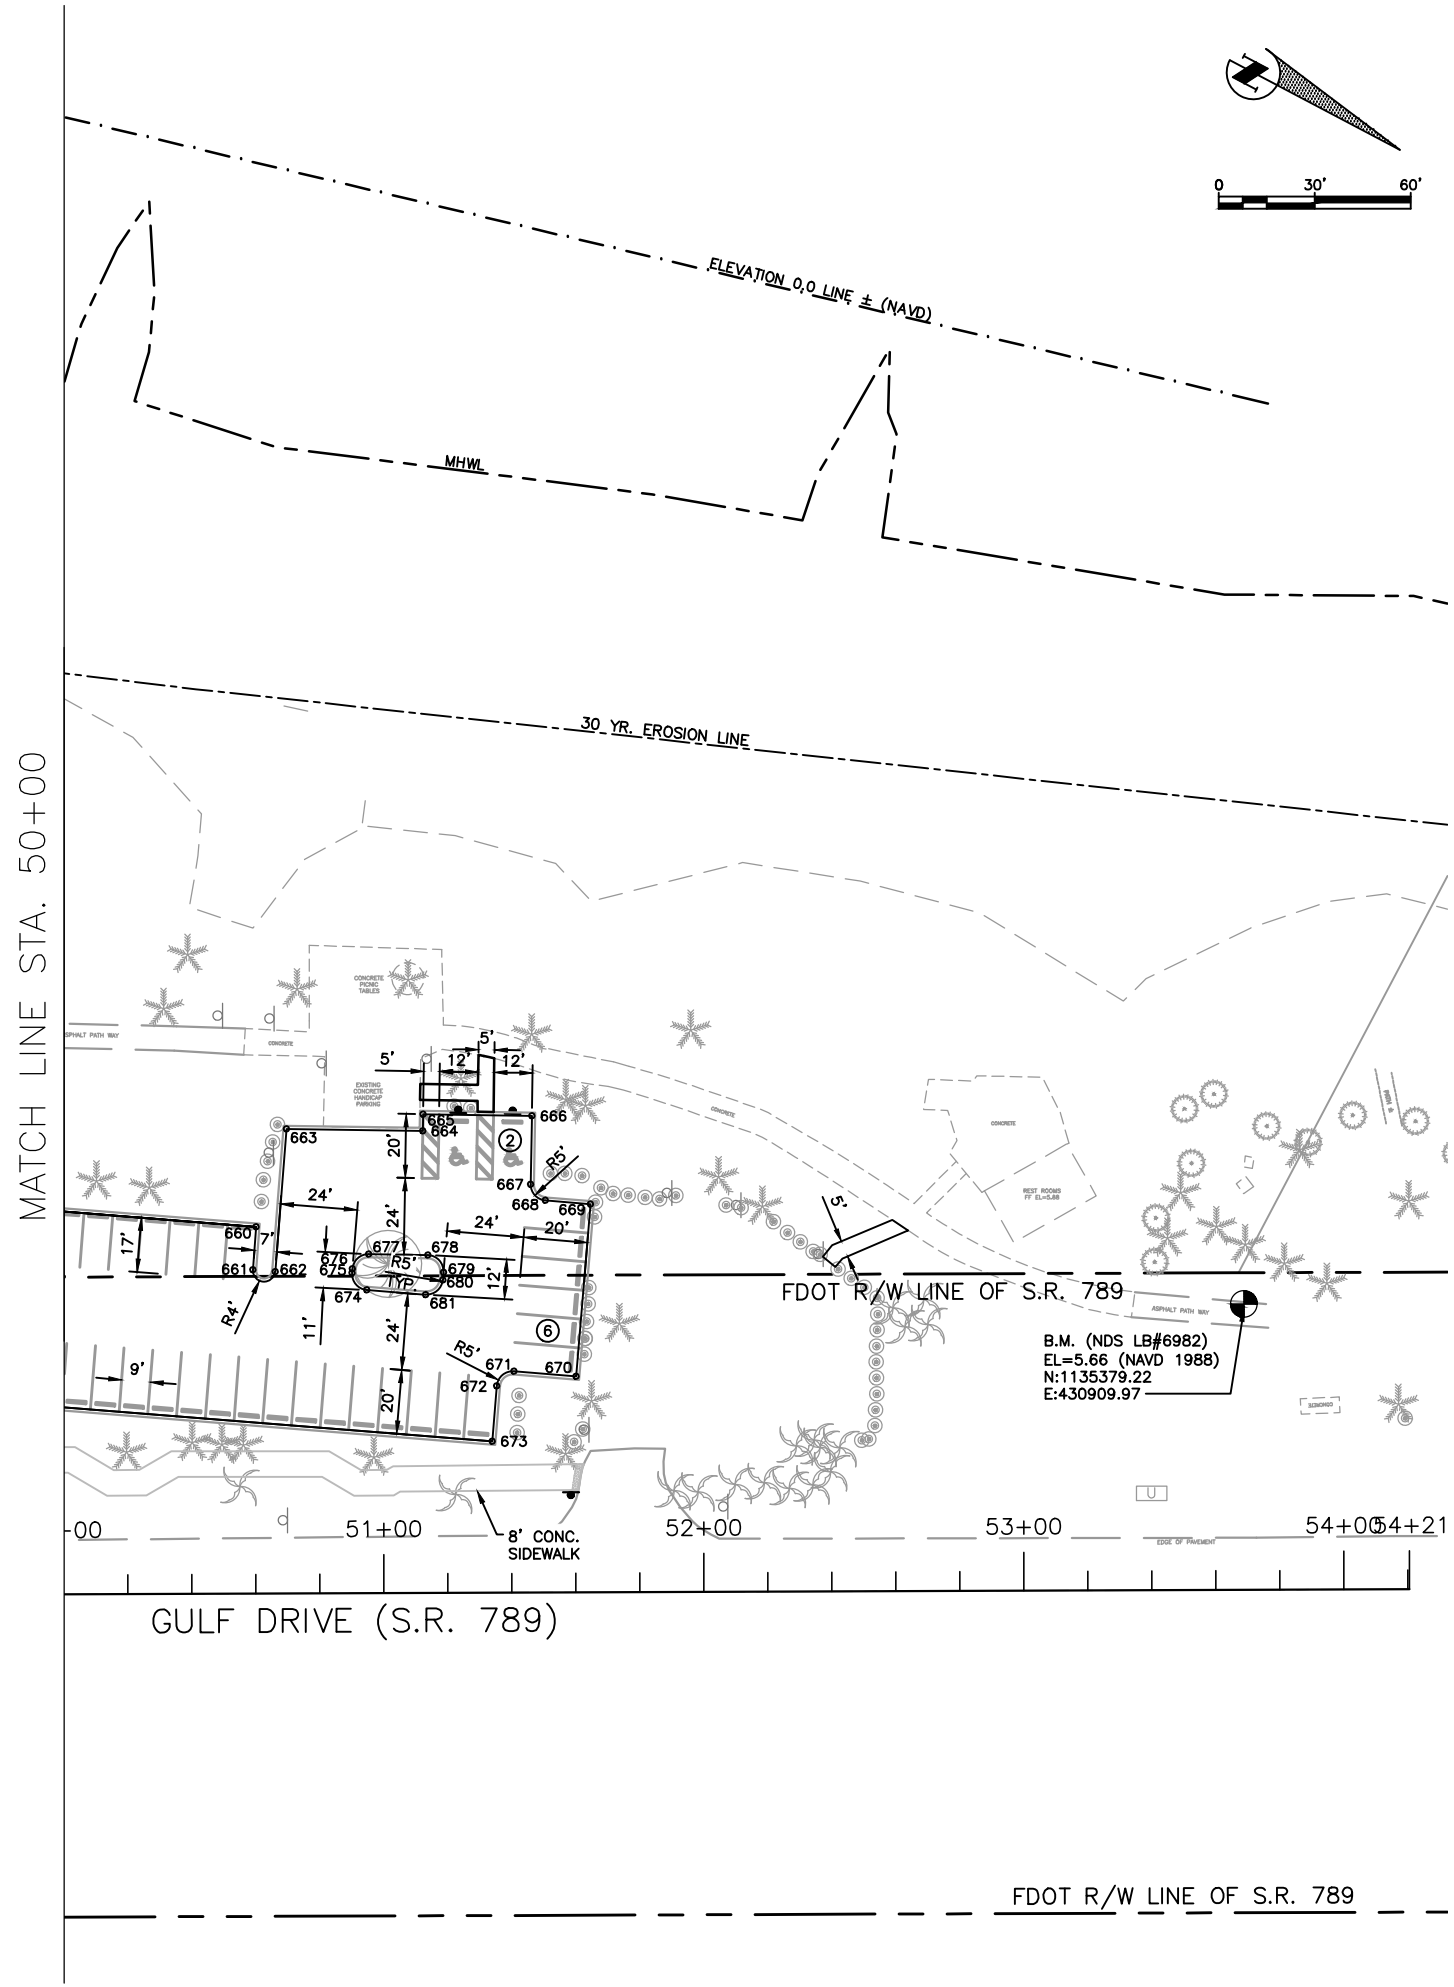 N
0 30' 60'
ELEVATION 0.0 LINE ± (NAVD)
MHWL
30 YR. EROSION LINE
MATCH LINE STA. 50+00
CONCRETE
PICNIC
TABLES
SPHALT PATH WAY
CONCRETE
EXISTING
CONCRETE
HANDICAP
PARKING
5'
5' 12' 12'
665
664
666
663
2
20'
R5'
667
668
669
CONCRETE
CONCRETE
REST ROOMS
FF EL=5.88
24'
24'
24'
20'
5'
660
7'
17'
661
662
676
677
678
675
R5'
TYP.
679
680
674
681
12'
R4'
11'
24'
6
FDOT R/W LINE OF S.R. 789
ASPHALT PATH WAY
B.M. (NDS LB#6982)
EL=5.66 (NAVD 1988)
N:1135379.22
E:430909.97
R5'
671
670
672
9'
20'
673
CONCRETE
U
-00 51+00 52+00 53+00 54+00 54+21
8' CONC.
SIDEWALK
EDGE OF PAVEMENT
GULF DRIVE (S.R. 789)
FDOT R/W LINE OF S.R. 789